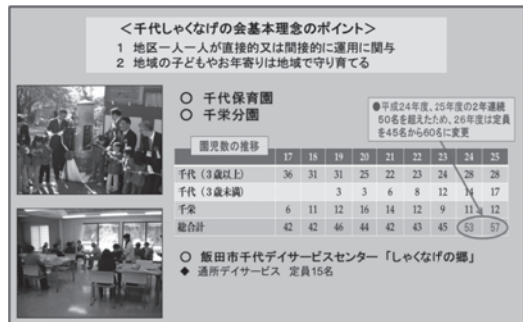 ＜千代しゃくなげの会基本理念のポイント＞
1 地区一人一人が直接的又は間接的に運用に関与
2 地域の子どもやお年寄りは地域で守り育てる
○ 千代保育園
○ 千栄分園
●平成24年度、25年度の2年連続
50名を超えたため、26年度は定員
を45名から60名に変更
園児数の推移
17 18 19 20 21 22 23 24 25
千代（3歳以上） 36 31 31 25 22 23 24 28 28
千代（3歳未満） 3 3 6 8 12 14 17
千栄 6 11 12 16 14 12 9 11 12
総合計 42 42 46 44 42 43 45 53 57
○ 飯田市千代デイサービスセンター 「しゃくなげの郷」
◆ 通所デイサービス 定員15名